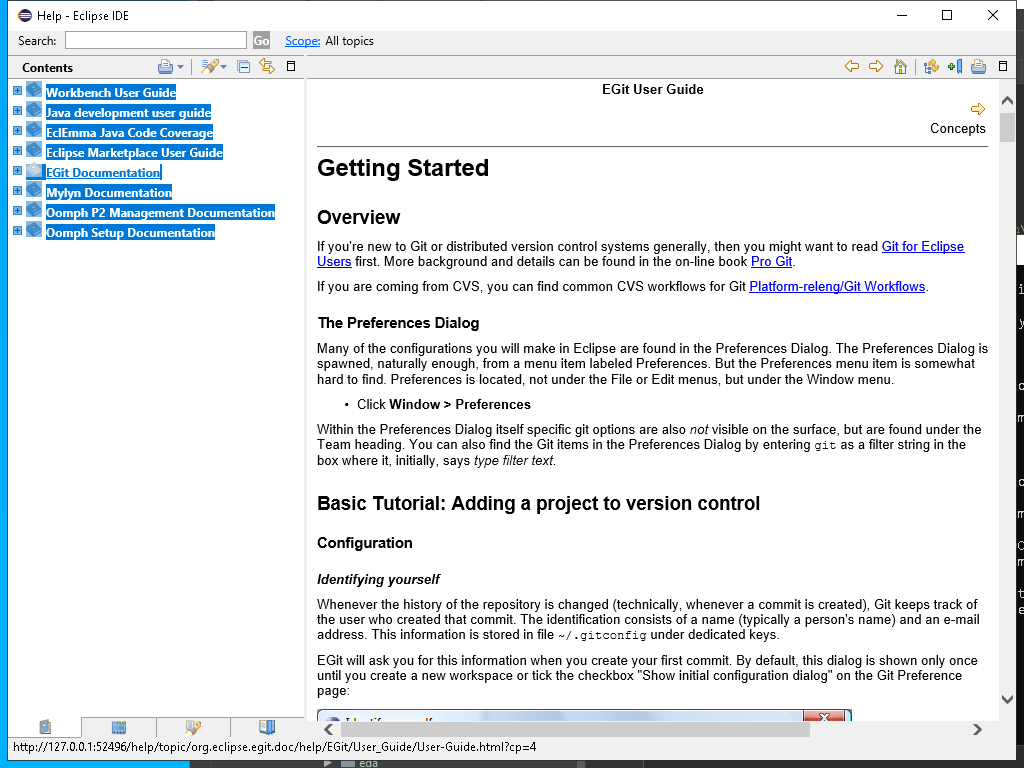 Help - Eclipse IDE
Search:
Go
Scope: All topics
Contents
Workbench User Guide
Java development user guide
EclEmma Java Code Coverage
Eclipse Marketplace User Guide
EGit Documentation
Mylyn Documentation
Oomph P2 Management Documentation
Oomph Setup Documentation
EGit User Guide
Concepts
Getting Started
Overview
If you're new to Git or distributed version control systems generally, then you might want to read Git for Eclipse
Users first. More background and details can be found in the on-line book Pro Git.
If you are coming from CVS, you can find common CVS workflows for Git Platform-releng/Git Workflows.
The Preferences Dialog
Many of the configurations you will make in Eclipse are found in the Preferences Dialog. The Preferences Dialog is
spawned, naturally enough, from a menu item labeled Preferences. But the Preferences menu item is somewhat
hard to find. Preferences is located, not under the File or Edit menus, but under the Window menu.
• Click Window > Preferences
Within the Preferences Dialog itself specific git options are also not visible on the surface, but are found under the
Team heading. You can also find the Git items in the Preferences Dialog by entering git as a filter string in the
box where it, initially, says type filter text.
Basic Tutorial: Adding a project to version control
Configuration
Identifying yourself
Whenever the history of the repository is changed (technically, whenever a commit is created), Git keeps track of
the user who created that commit. The identification consists of a name (typically a person's name) and an e-mail
address. This information is stored in file ~/.gitconfig under dedicated keys.
EGit will ask you for this information when you create your first commit. By default, this dialog is shown only once
until you create a new workspace or tick the checkbox "Show initial configuration dialog" on the Git Preference
page:
http://127.0.0.1:52496/help/topic/org.eclipse.egit.doc/help/EGit/User_Guide/User-Guide.html?cp=4
eda